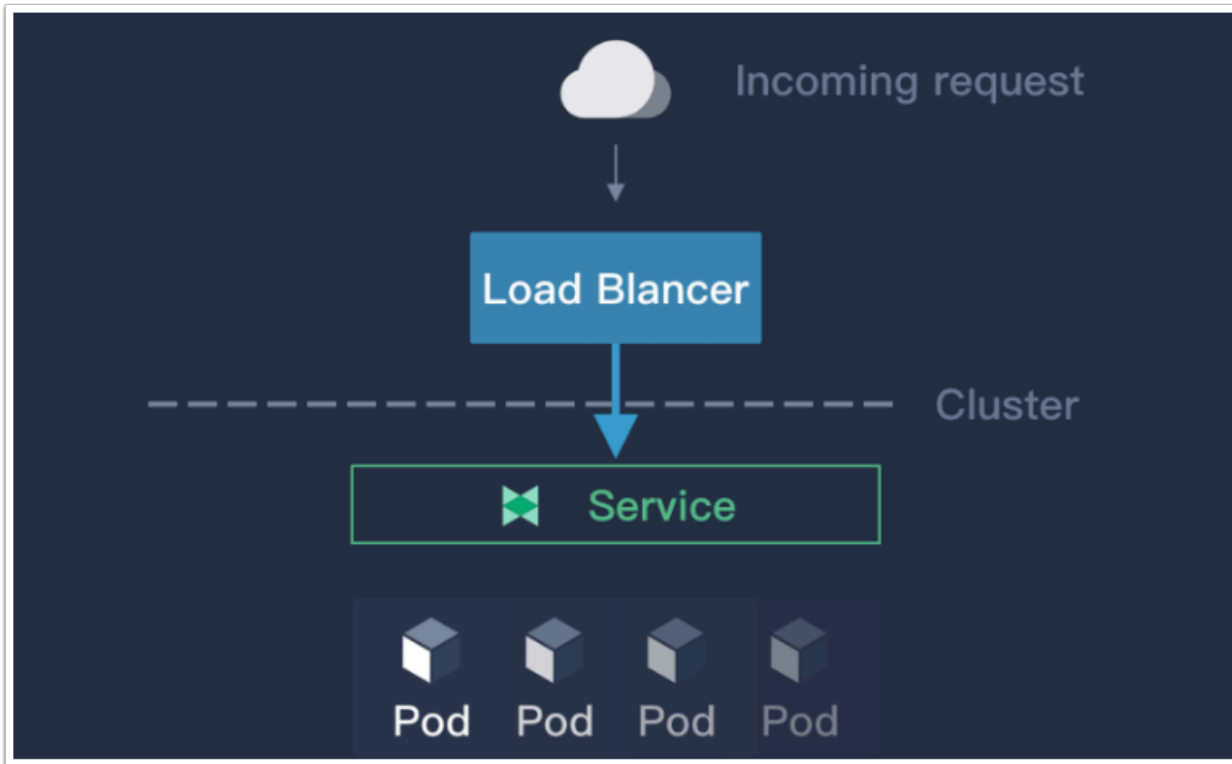 Incoming request
Load Blancer
Cluster
Service
Pod Pod Pod Pod